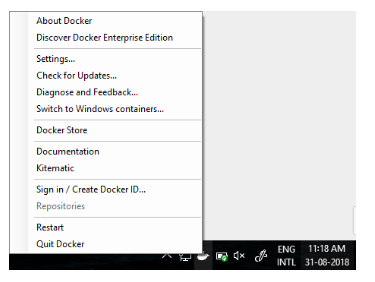 About Docker
Discover Docker Enterprise Edition
Settings...
Check for Updates...
Diagnose and Feedback...
Switch to Windows containers...
Docker Store
Documentation
Kitematic
Sign in / Create Docker ID...
Repositories
Restart
Quit Docker
ENG 11:18 AM
INTL 31-08-2018